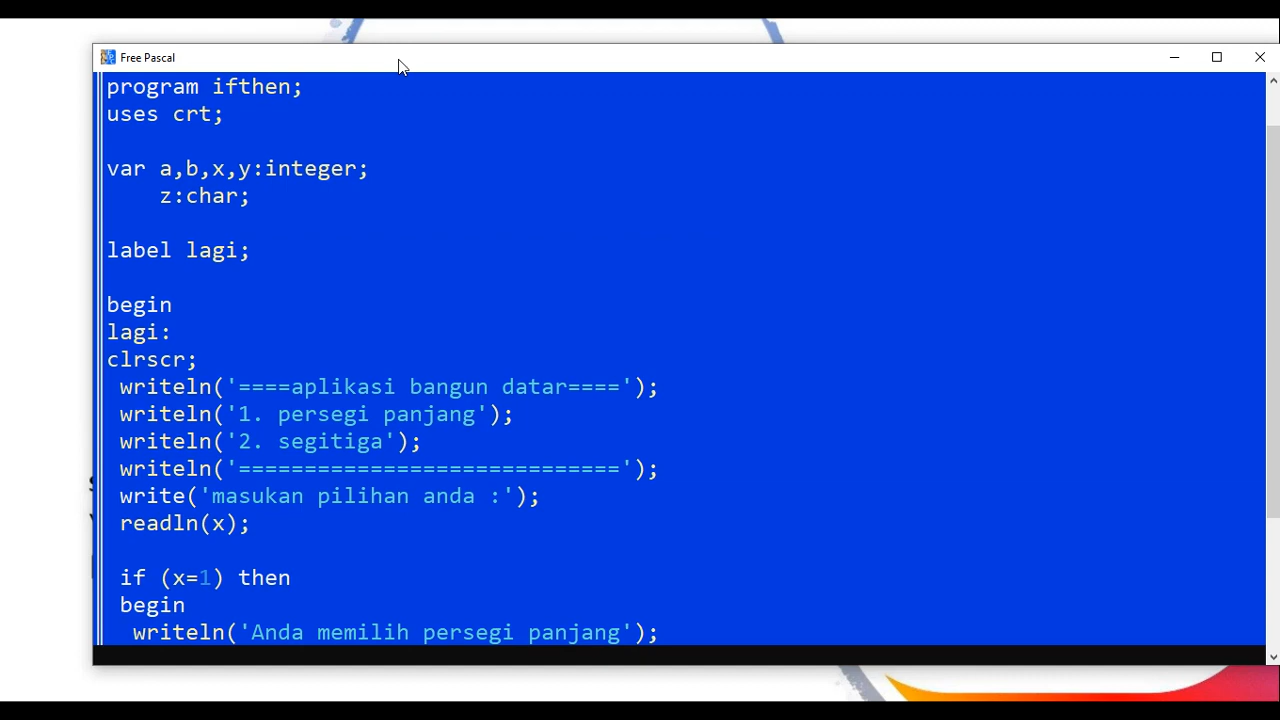 Free Pascal
program ifthen;
uses crt;
var a,b,x,y:integer;
z:char;
label lagi;
begin
lagi:
clrscr;
writeln('====aplikasi bangun datar====');
writeln('1. persegi panjang');
writeln('2. segitiga');
writeln('=============================');
write('masukan pilihan anda :');
readln(x);
if (x=1) then
begin
writeln('Anda memilih persegi panjang');